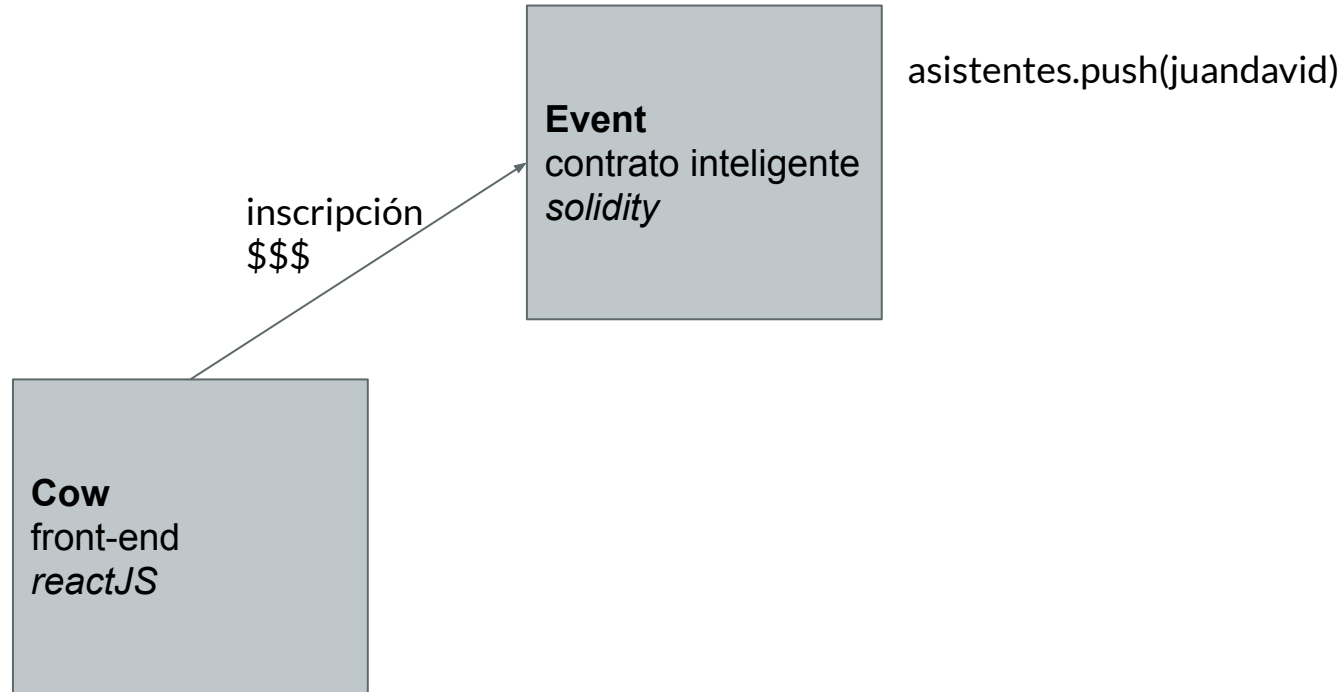 asistentes.push(juandavid)
Event
contrato inteligente
solidity
inscripción
$$$
Cow
front-end
reactJS